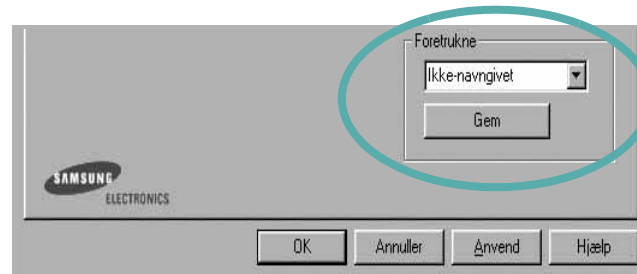 Foretrukne
Ikke-navngivet
Gem
SAMSUNG
ELECTRONICS
OK Annuller Anvend Hjælp